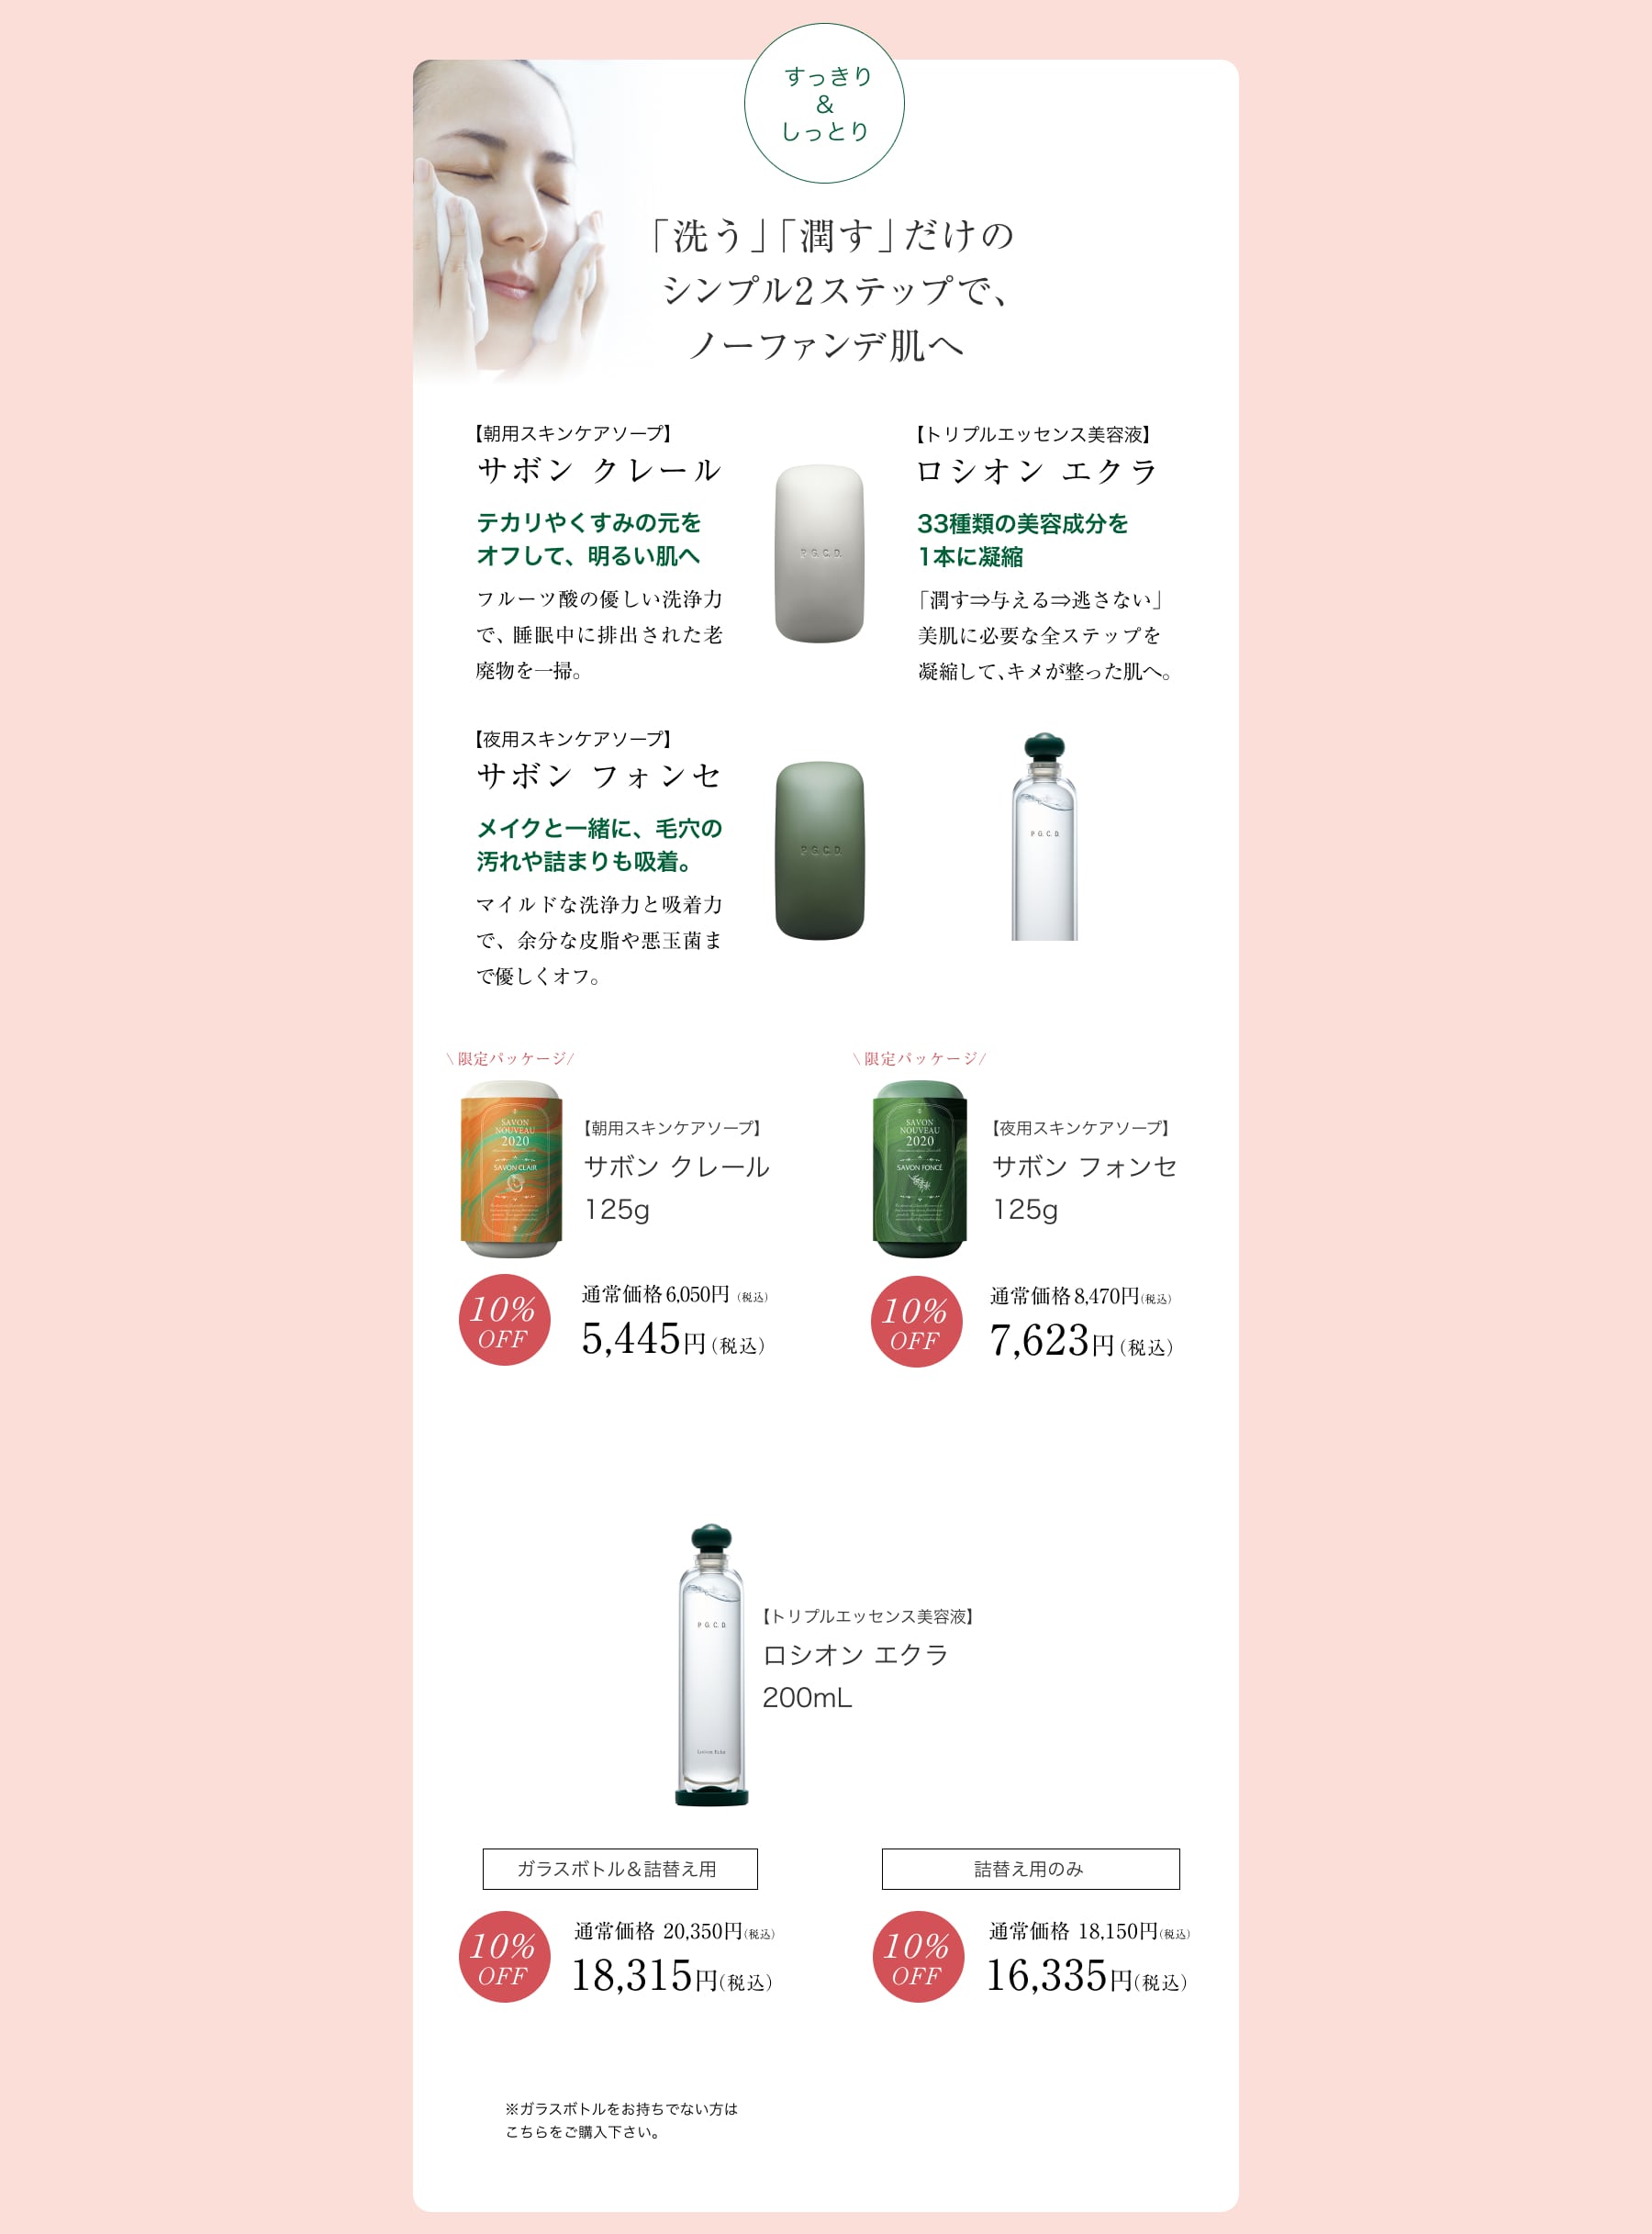 すっきり
&
しっとり
「洗う」「潤す」だけの
シンプル2ステップで、
ノーファンデ肌へ
【朝用スキンケアソープ】
サボン クレール
テカリやくすみの元を
オフして、明るい肌へ
フルーツ酸の優しい洗浄力
で、睡眠中に排出された老
廃物を一掃。
P. G. C. D.
【トリプルエッセンス美容液】
ロシオン エクラ
33種類の美容成分を
1本に凝縮
「潤す⇒与える⇒逃さない」
美肌に必要な全ステップを
凝縮して、キメが整った肌へ。
【夜用スキンケアソープ】
サボン フォンセ
メイクと一緒に、毛穴の
汚れや詰まりも吸着。
マイルドな洗浄力と吸着力
で、余分な皮脂や悪玉菌ま
で優しくオフ。
P. G. C. D.
P. G. C. D.
\ 限定パッケージ/
SAVON
NOUVEAU
2020
SAVON CLAIR
【朝用スキンケアソープ】
サボン クレール
125g
10%
OFF
通常価格6,050円 (税込)
5,445円(税込)
\ 限定パッケージ/
SAVON
NOUVEAU
2020
SAVON FONCÉ
【夜用スキンケアソープ】
サボン フォンセ
125g
10%
OFF
通常価格8,470円(税込)
7,623円(税込)
P. G. C. D.
Lotion Eclat
【トリプルエッセンス美容液】
ロシオン エクラ
200mL
ガラスボトル&詰替え用
10%
OFF
通常価格 20,350円(税込)
18,315円(税込)
詰替え用のみ
10%
OFF
通常価格 18,150円(税込)
16,335円(税込)
※ガラスボトルをお持ちでない方は
こちらをご購入下さい。